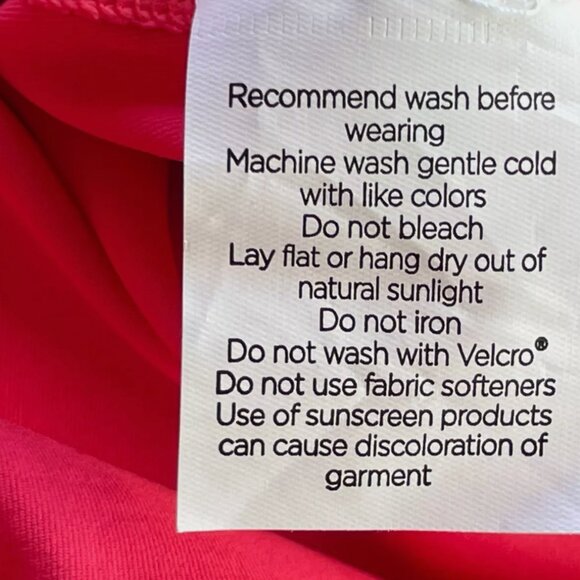 Recommend wash before
wearing
Machine wash gentle cold
with like colors
Do not bleach
Lay flat or hang dry out of
natural sunlight
Do not iron
Do not wash with Velcro®
Do not use fabric softeners
Use of sunscreen products
can cause discoloration of
garment